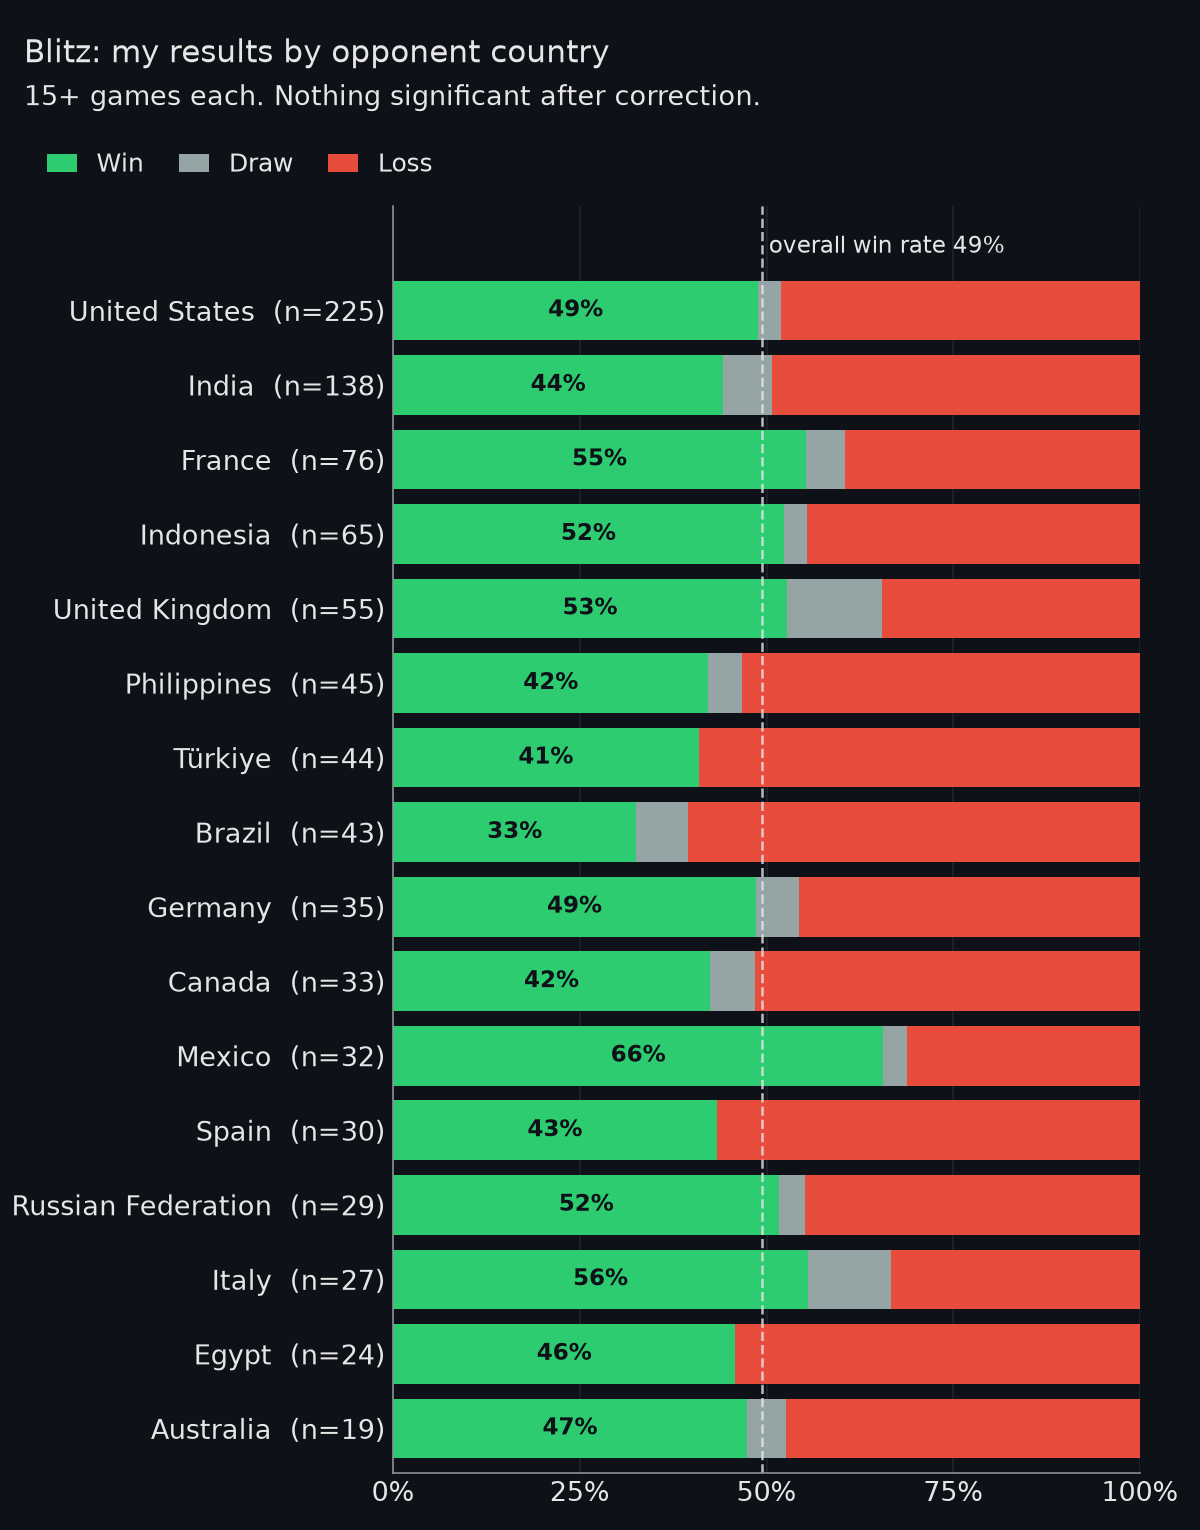 Blitz: my results by opponent country
15+ games each. Nothing significant after correction.
Win Draw Loss
overall win rate 49%
United States (n=225) 49%
India (n=138) 44%
France (n=76) 55%
Indonesia (n=65) 52%
United Kingdom (n=55) 53%
Philippines (n=45) 42%
Türkiye (n=44) 41%
Brazil (n=43) 33%
Germany (n=35) 49%
Canada (n=33) 42%
Mexico (n=32) 66%
Spain (n=30) 43%
Russian Federation (n=29) 52%
Italy (n=27) 56%
Egypt (n=24) 46%
Australia (n=19) 47%
0% 25% 50% 75% 100%